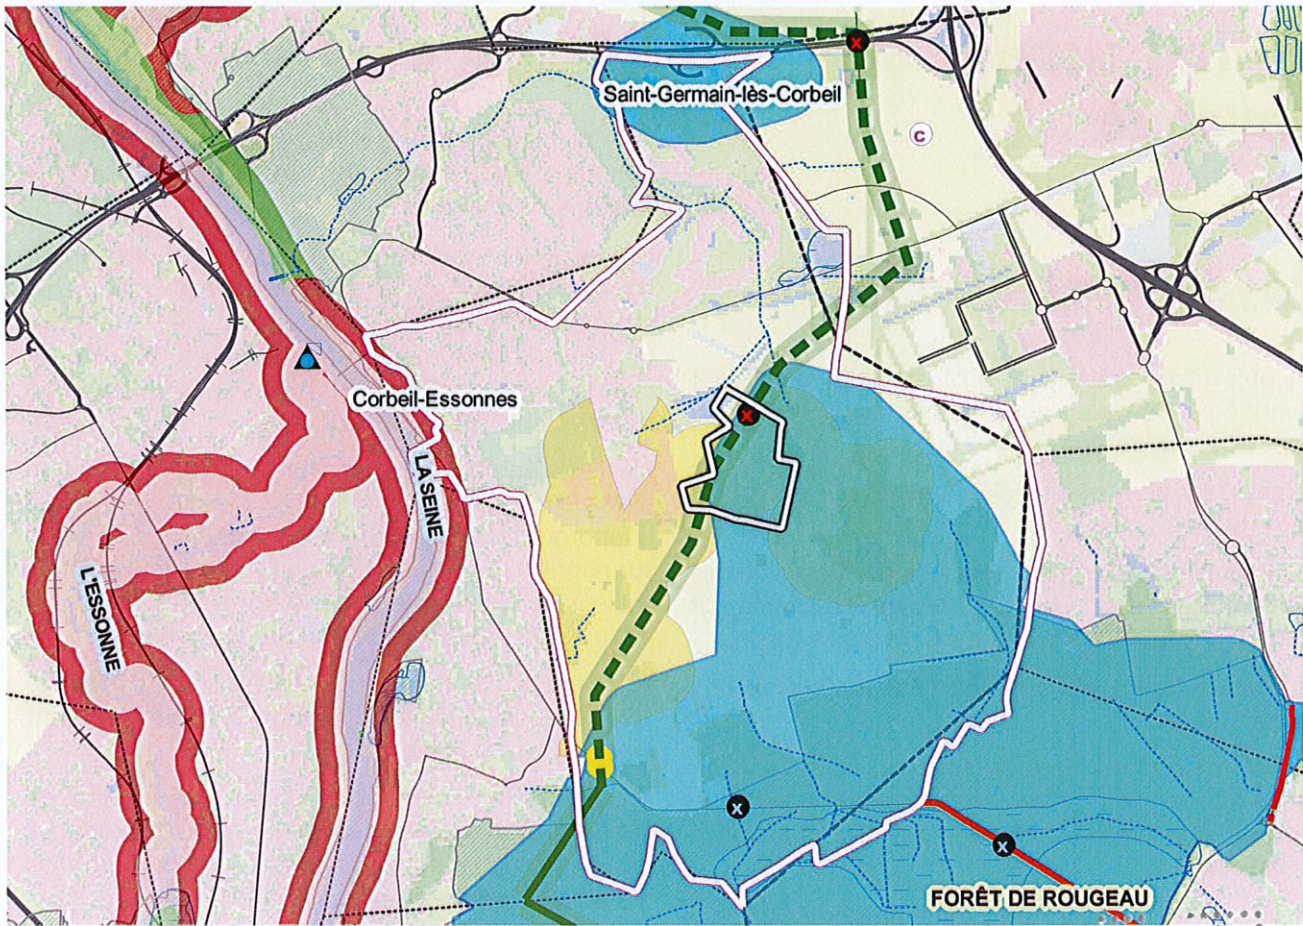 X
Saint-Germain-lès-Corbeil
C
Corbeil-Essonnes
X
LA SEINE
L'ESSONNE
X
X
FORÊT DE ROUGEAU